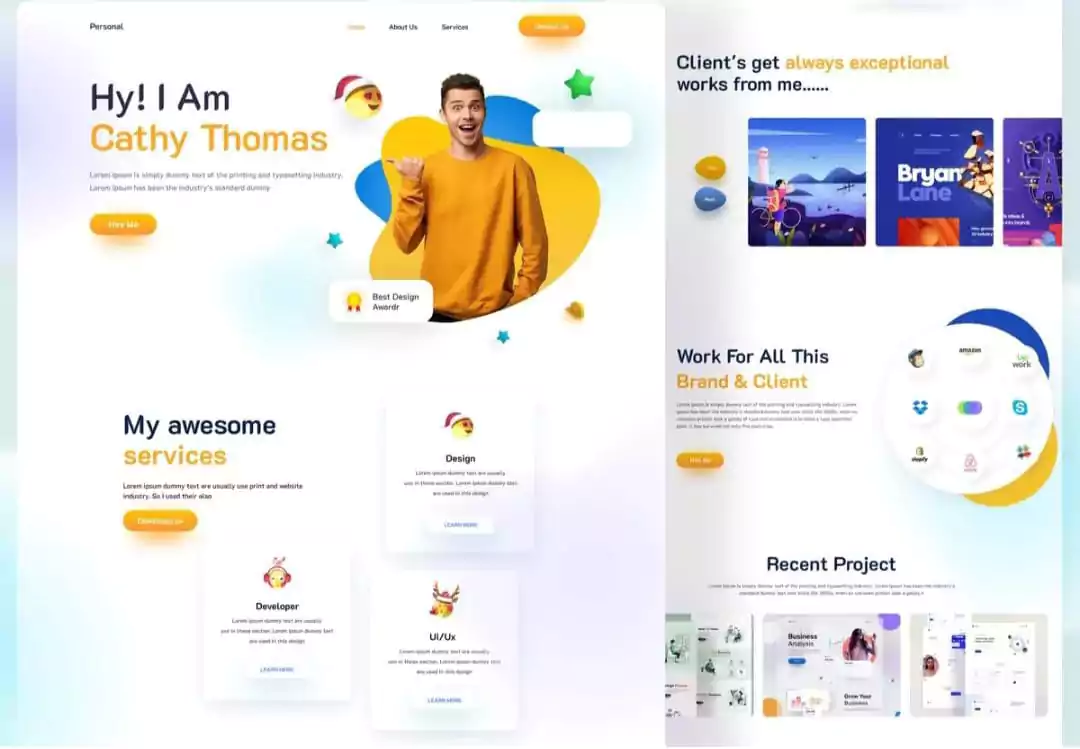 Personal
Home
About Us
Services
Contact Us
Hy! I Am
Cathy Thomas
Lorem Ipsum is simply dummy text of the printing and typesetting industry.
Lorem Ipsum has been the industry's standard dummy
Hire Me
Best Design
Awardr
My awesome
services
Lorem ipsum dummy text are usually use print and website
industry. So I used their also
Design
Lorem ipsum dummy text are usually
use in these section. Lorem ipsum dummy text
are used in this design.
LEARN MORE
Developer
Lorem ipsum dummy text are usually
use in these section. Lorem ipsum dummy text
are used in this design.
LEARN MORE
Ui/Ux
Lorem ipsum dummy text are usually
use in these section. Lorem ipsum dummy text
are used in this design.
LEARN MORE
Client's get always exceptional
works from me......
Bryan
Lane
Work For All This
Brand & Client
amazon
Up
work
shopify
Recent Project
Business
Analysis
Grow Your
Business